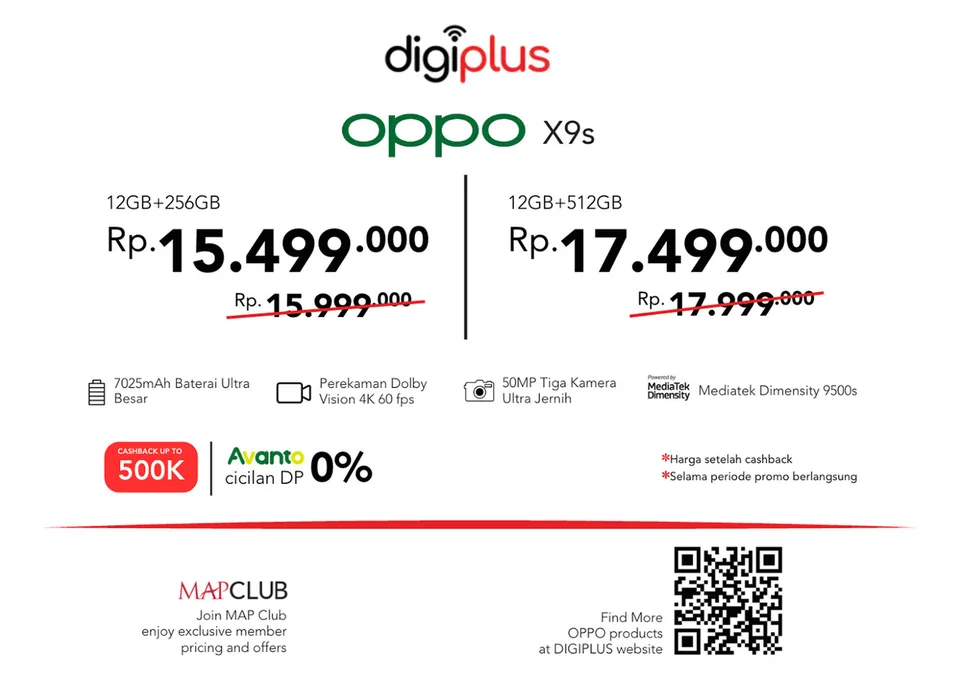 digiplus
oppo X9s
12GB+256GB
Rp.15.499.000
Rp. 15.999.000
12GB+512GB
Rp.17.499.000
Rp. 17.999.000
7025mAh Baterai Ultra
Besar
Perekaman Dolby
Vision 4K 60 fps
50MP Tiga Kamera
Ultra Jernih
Powered by
MediaTek
Dimensity
Mediatek Dimensity 9500s
CASHBACK UP TO
500K
Avanto
cicilan DP 0%
*Harga setelah cashback
*Selama periode promo berlangsung
MAPCLUB
Join MAP Club
enjoy exclusive member
pricing and offers
Find More
OPPO products
at DIGIPLUS website